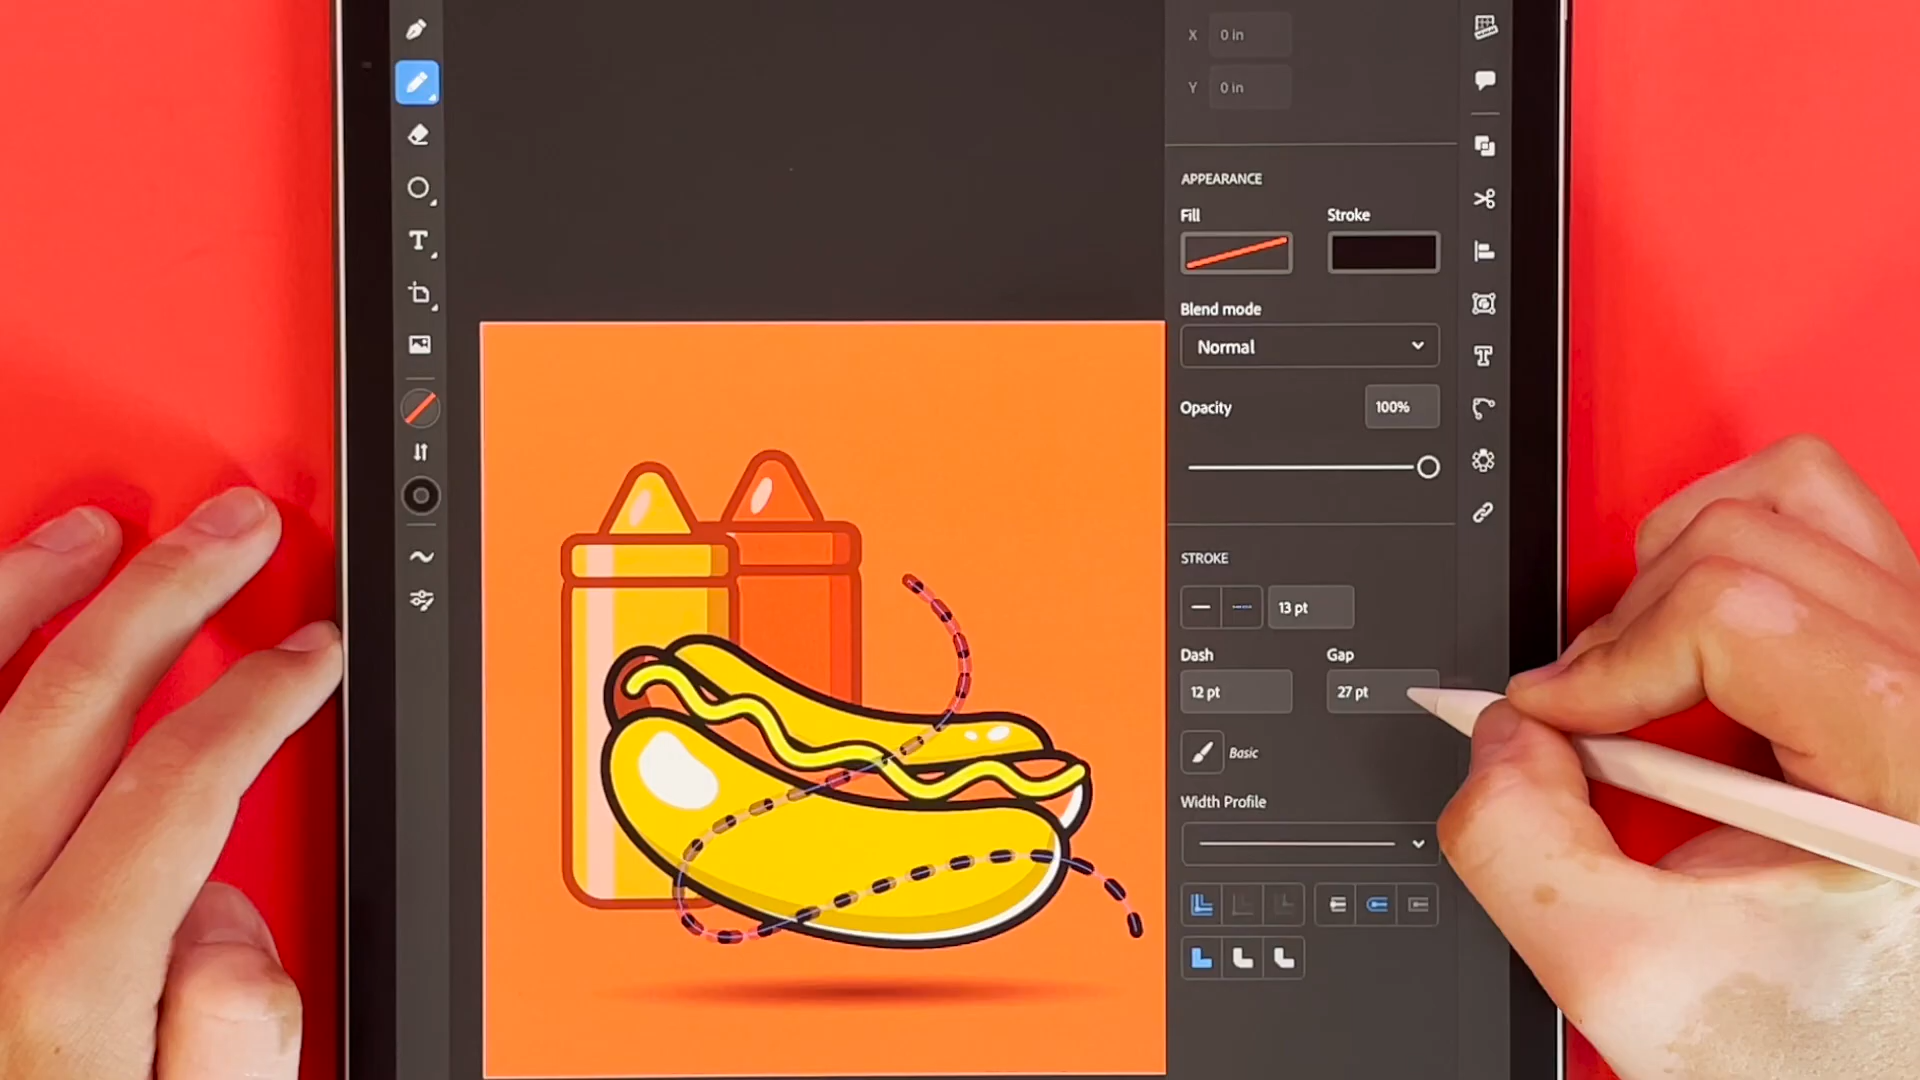 X 0 in
Y 0 in
APPEARANCE
Fill Stroke
Blend mode
Normal
Opacity 100%
STROKE
13 pt
Dash Gap
12 pt 27 pt
Basic
Width Profile